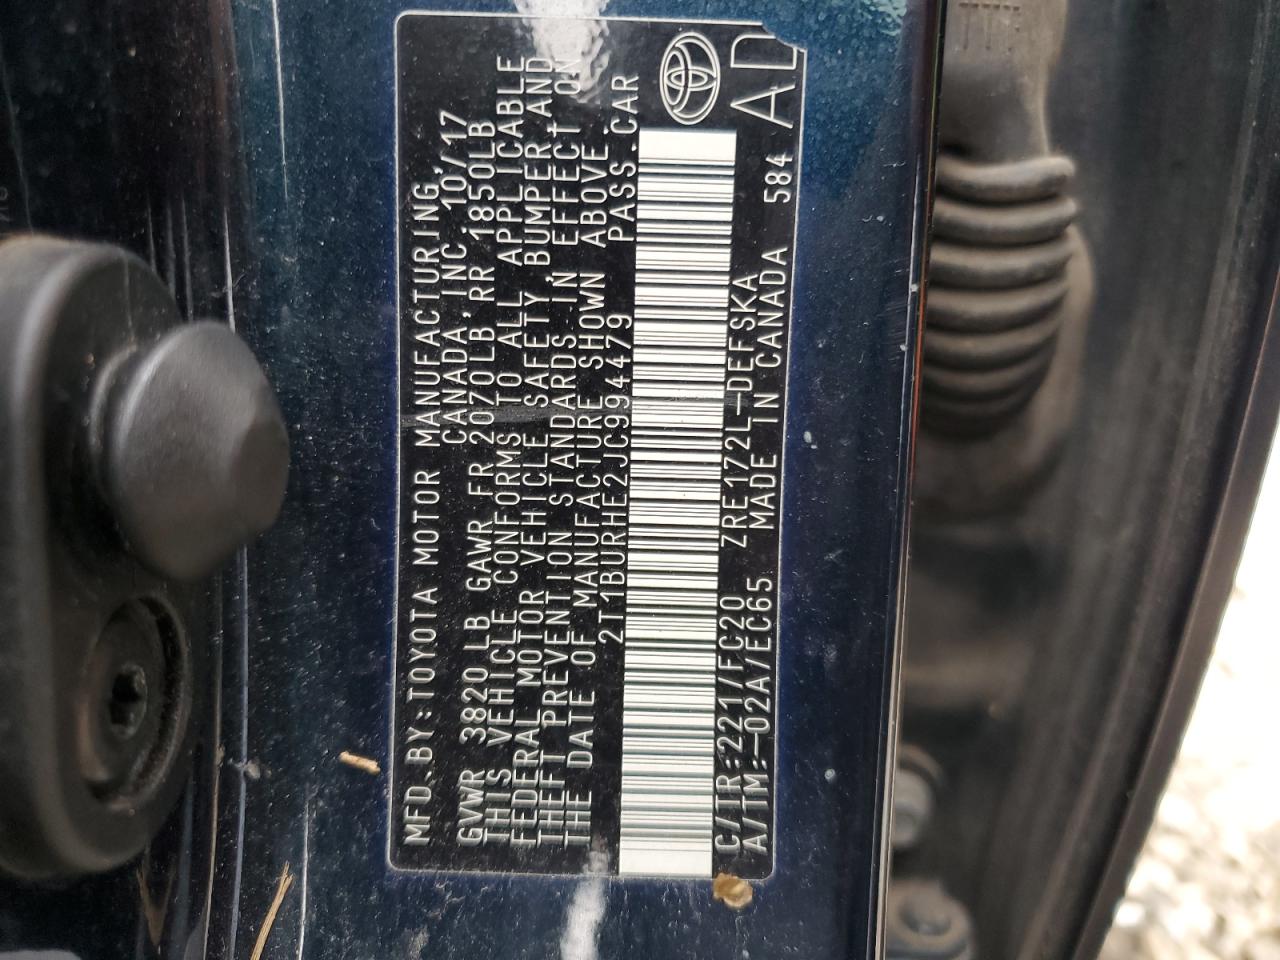 MFD.BY:TOYOTA MOTOR MANUFACTURING,
CANADA,INC. 10/17
GVWR 3820LB GAWR FR 2070LB RR 1850LB
THIS VEHICLE CONFORMS TO ALL APPLICABLE
FEDERAL MOTOR VEHICLE SAFETY, BUMPER, AND
THEFT PREVENTION STANDARDS IN EFFECT ON
THE DATE OF MANUFACTURE SHOWN ABOVE.
2T1BURHE2JC994479 PASS.CAR
C/TR:221/FC20 ZRE172L-DEFSKA
A/TM:-02A/EC65 MADE IN CANADA 584
AD